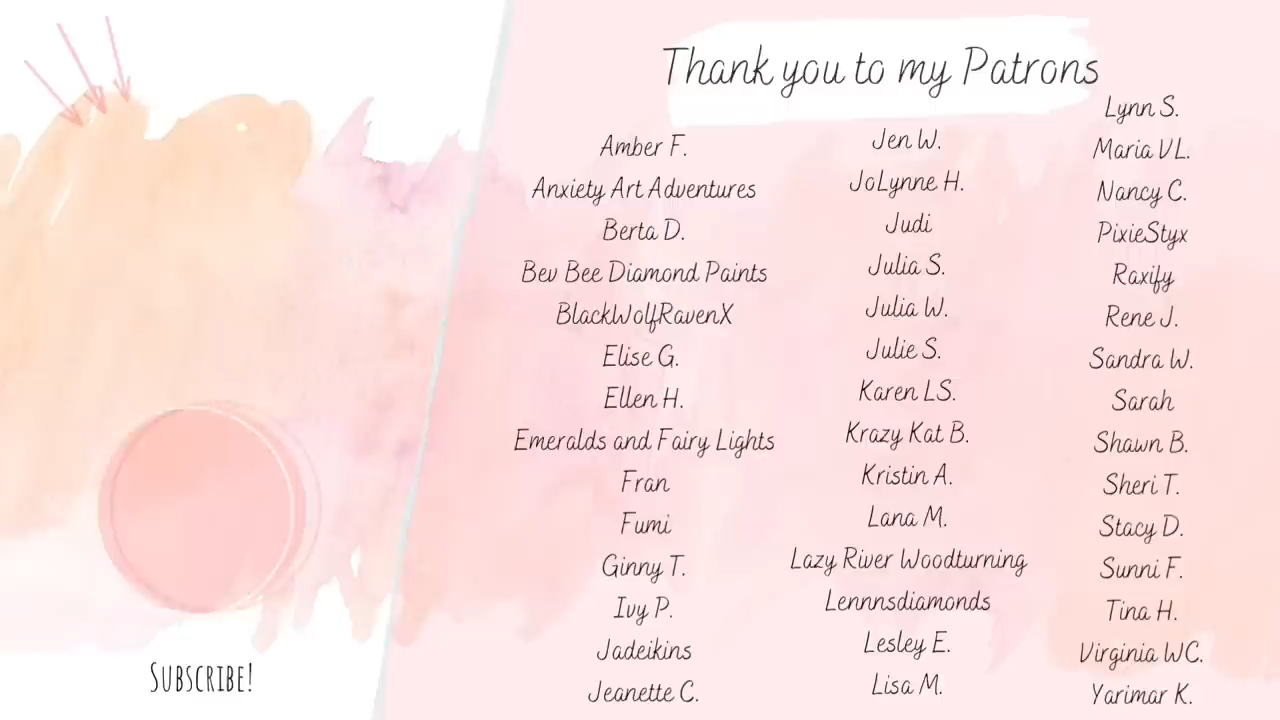 Thank you to my Patrons
Amber F.
Anxiety Art Adventures
Berta D.
Bev Bee Diamond Paints
BlackWolfRavenX
Elise G.
Ellen H.
Emeralds and Fairy Lights
Fran
Fumi
Ginny T.
Ivy P.
Jadeikins
Jeanette C.
Jen W.
JoLynne H.
Judi
Julia S.
Julia W.
Julie S.
Karen LS.
Krazy Kat B.
Kristin A.
Lana M.
Lazy River Woodturning
Lennnsdiamonds
Lesley E.
Lisa M.
Lynn S.
Maria VL.
Nancy C.
PixieStyx
Raxify
Rene J.
Sandra W.
Sarah
Shawn B.
Sheri T.
Stacy D.
Sunni F.
Tina H.
Virginia WC.
Yarimar K.
Subscribe!